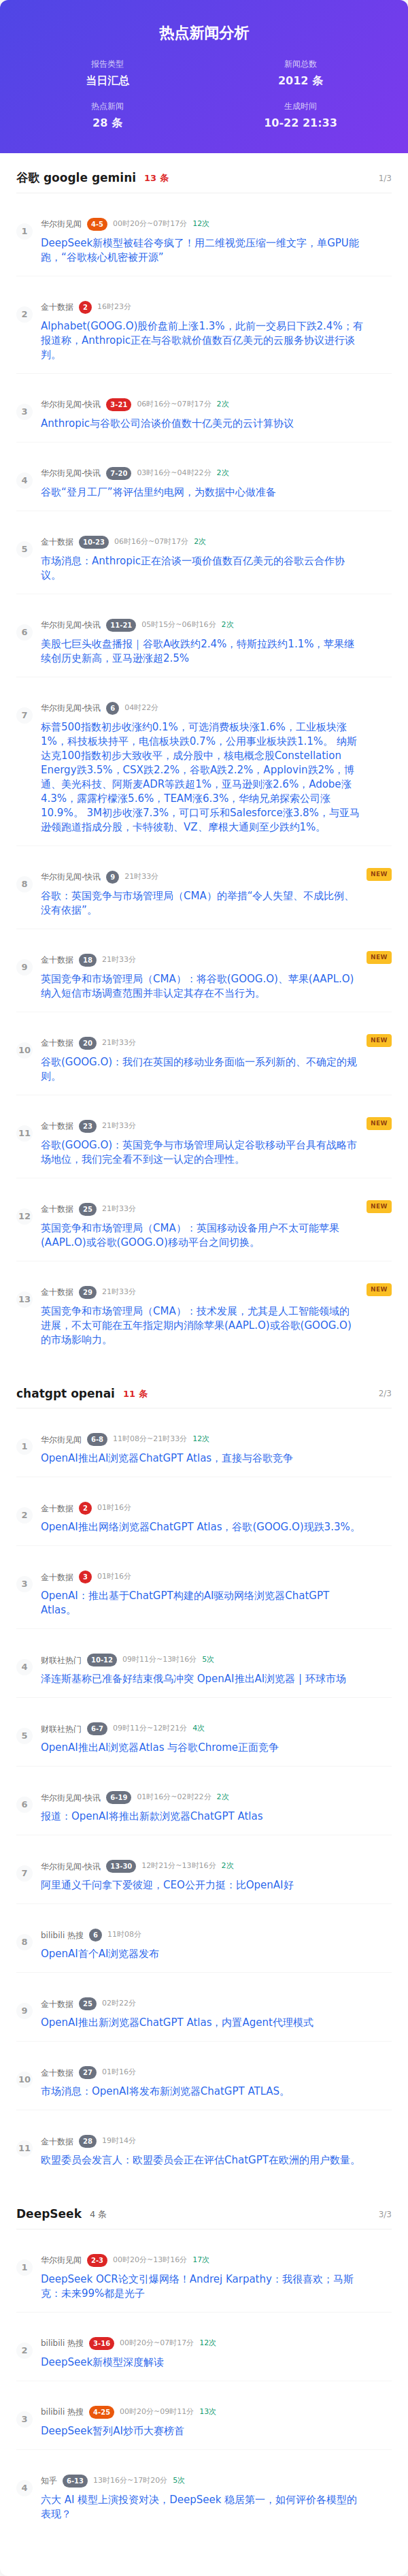 热点新闻分析
报告类型
新闻总数
当日汇总
2012 条
热点新闻
生成时间
28 条
10-22 21:33
谷歌 google gemini 13 条 1/3
1
华尔街见闻 4-5 00时20分~07时17分 12次
DeepSeek新模型被硅谷夸疯了！用二维视觉压缩一维文字，单GPU能
跑，“谷歌核心机密被开源”
2
金十数据 2 16时23分
Alphabet(GOOG.O)股价盘前上涨1.3%，此前一交易日下跌2.4%；有
报道称，Anthropic正在与谷歌就价值数百亿美元的云服务协议进行谈
判。
3
华尔街见闻-快讯 3-21 06时16分~07时17分 2次
Anthropic与谷歌公司洽谈价值数十亿美元的云计算协议
4
华尔街见闻-快讯 7-20 03时16分~04时22分 2次
谷歌“登月工厂”将评估里约电网，为数据中心做准备
5
金十数据 10-23 06时16分~07时17分 2次
市场消息：Anthropic正在洽谈一项价值数百亿美元的谷歌云合作协
议。
6
华尔街见闻-快讯 11-21 05时15分~06时16分 2次
美股七巨头收盘播报｜谷歌A收跌约2.4%，特斯拉跌约1.1%，苹果继
续创历史新高，亚马逊涨超2.5%
7
华尔街见闻-快讯 6 04时22分
标普500指数初步收涨约0.1%，可选消费板块涨1.6%，工业板块涨
1%，科技板块持平，电信板块跌0.7%，公用事业板块跌1.1%。 纳斯
达克100指数初步大致收平，成分股中，核电概念股Constellation
Energy跌3.5%，CSX跌2.2%，谷歌A跌2.2%，Applovin跌2%，博
通、美光科技、阿斯麦ADR等跌超1%，亚马逊则涨2.6%，Adobe涨
4.3%，露露柠檬涨5.6%，TEAM涨6.3%，华纳兄弟探索公司涨
10.9%。 3M初步收涨7.3%，可口可乐和Salesforce涨3.8%，与亚马
逊领跑道指成分股，卡特彼勒、VZ、摩根大通则至少跌约1%。
8
华尔街见闻-快讯 9 21时33分 NEW
谷歌：英国竞争与市场管理局（CMA）的举措“令人失望、不成比例、
没有依据”。
9
金十数据 18 21时33分 NEW
英国竞争和市场管理局（CMA）：将谷歌(GOOG.O)、苹果(AAPL.O)
纳入短信市场调查范围并非认定其存在不当行为。
10
金十数据 20 21时33分 NEW
谷歌(GOOG.O)：我们在英国的移动业务面临一系列新的、不确定的规
则。
11
金十数据 23 21时33分 NEW
谷歌(GOOG.O)：英国竞争与市场管理局认定谷歌移动平台具有战略市
场地位，我们完全看不到这一认定的合理性。
12
金十数据 25 21时33分 NEW
英国竞争和市场管理局（CMA）：英国移动设备用户不太可能苹果
(AAPL.O)或谷歌(GOOG.O)移动平台之间切换。
13
金十数据 29 21时33分 NEW
英国竞争和市场管理局（CMA）：技术发展，尤其是人工智能领域的
进展，不太可能在五年指定期内消除苹果(AAPL.O)或谷歌(GOOG.O)
的市场影响力。
chatgpt openai 11 条 2/3
1
华尔街见闻 6-8 11时08分~21时33分 12次
OpenAI推出AI浏览器ChatGPT Atlas，直接与谷歌竞争
2
金十数据 2 01时16分
OpenAI推出网络浏览器ChatGPT Atlas，谷歌(GOOG.O)现跌3.3%。
3
金十数据 3 01时16分
OpenAI：推出基于ChatGPT构建的AI驱动网络浏览器ChatGPT
Atlas。
4
财联社热门 10-12 09时11分~13时16分 5次
泽连斯基称已准备好结束俄乌冲突 OpenAI推出AI浏览器 | 环球市场
5
财联社热门 6-7 09时11分~12时21分 4次
OpenAI推出AI浏览器Atlas 与谷歌Chrome正面竞争
6
华尔街见闻-快讯 6-19 01时16分~02时22分 2次
报道：OpenAI将推出新款浏览器ChatGPT Atlas
7
华尔街见闻-快讯 13-30 12时21分~13时16分 2次
阿里通义千问拿下爱彼迎，CEO公开力挺：比OpenAI好
8
bilibili 热搜 6 11时08分
OpenAI首个AI浏览器发布
9
金十数据 25 02时22分
OpenAI推出新浏览器ChatGPT Atlas，内置Agent代理模式
10
金十数据 27 01时16分
市场消息：OpenAI将发布新浏览器ChatGPT ATLAS。
11
金十数据 28 19时14分
欧盟委员会发言人：欧盟委员会正在评估ChatGPT在欧洲的用户数量。
DeepSeek 4 条 3/3
1
华尔街见闻 2-3 00时20分~13时16分 17次
DeepSeek OCR论文引爆网络！Andrej Karpathy：我很喜欢；马斯
克：未来99%都是光子
2
bilibili 热搜 3-16 00时20分~07时17分 12次
DeepSeek新模型深度解读
3
bilibili 热搜 4-25 00时20分~09时11分 13次
DeepSeek暂列AI炒币大赛榜首
4
知乎 6-13 13时16分~17时20分 5次
六大 AI 模型上演投资对决，DeepSeek 稳居第一，如何评价各模型的
表现？